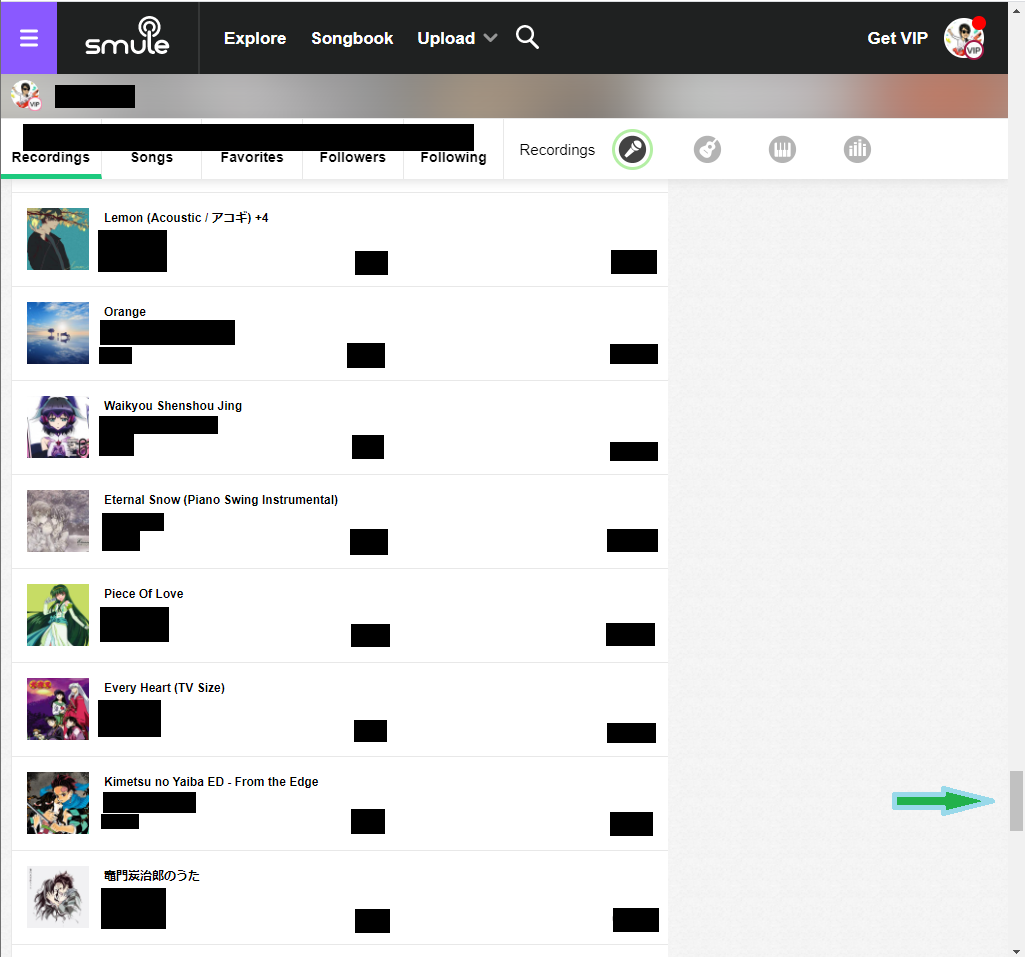 smule
Explore
Songbook
Upload
Get VIP
VIP
VIP
Recordings
Songs
Favorites
Followers
Following
Recordings
Lemon (Acoustic / アコギ) +4
Orange
Waikyou Shenshou Jing
Eternal Snow (Piano Swing Instrumental)
Piece Of Love
Every Heart (TV Size)
Kimetsu no Yaiba ED - From the Edge
竈門炭治郎のうた